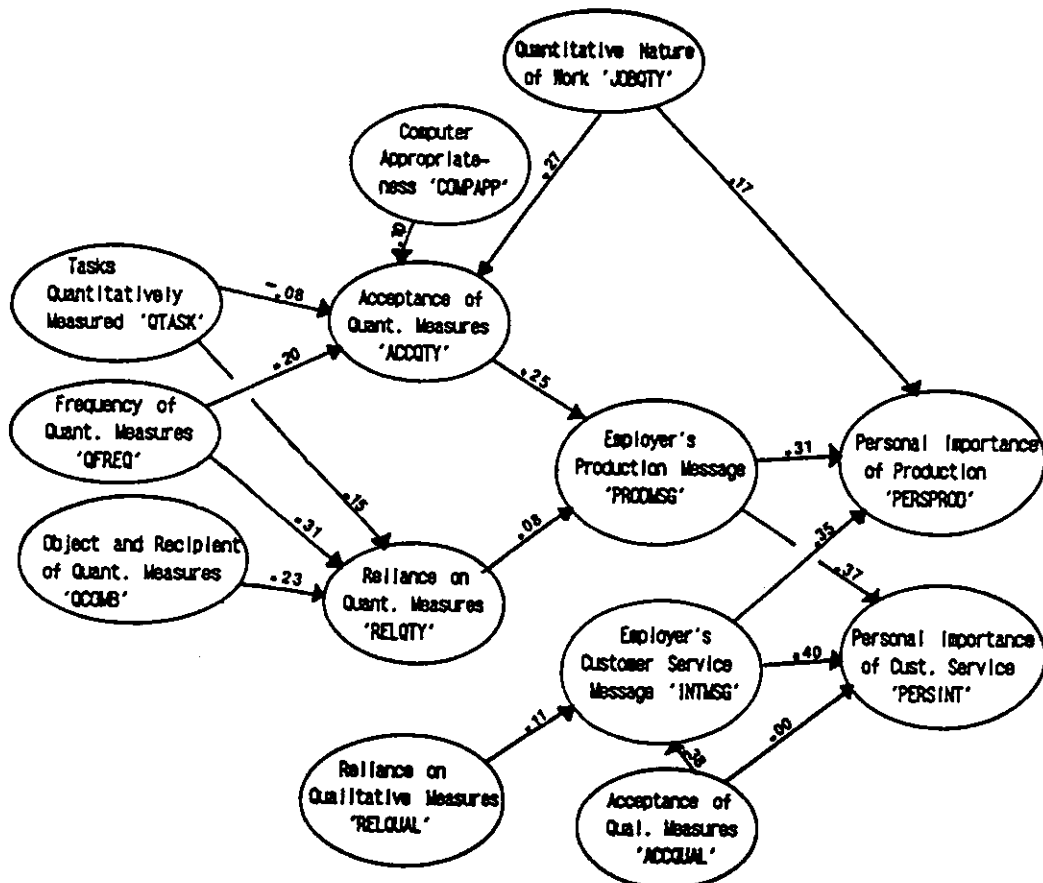 Quantitative Nature
of Work 'JOBQTY'
Computer
Appropriate-
ness 'COMPAPP'
.27
.17
.10
Tasks
Quantitatively
Measured 'QTASK'
-.08
Acceptance of
Quant. Measures
'ACCQTY'
.20
.25
Frequency of
Quant. Measures
'QFREQ'
Employer's
Production Message
'PRODMSG'
.31
Personal Importance
of Production
'PERSPROD'
.15
.31
.08
.35
.37
Object and Recipient
of Quant. Measures
'QCOMB'
.23
Reliance on
Quant. Measures
'RELQTY'
Employer's
Customer Service
Message 'INTMSG'
.40
Personal Importance
of Cust. Service
'PERSINT'
.11
.00
.38
Reliance on
Qualitative Measures
'RELQUAL'
Acceptance of
Qual. Measures
'ACCQUAL'